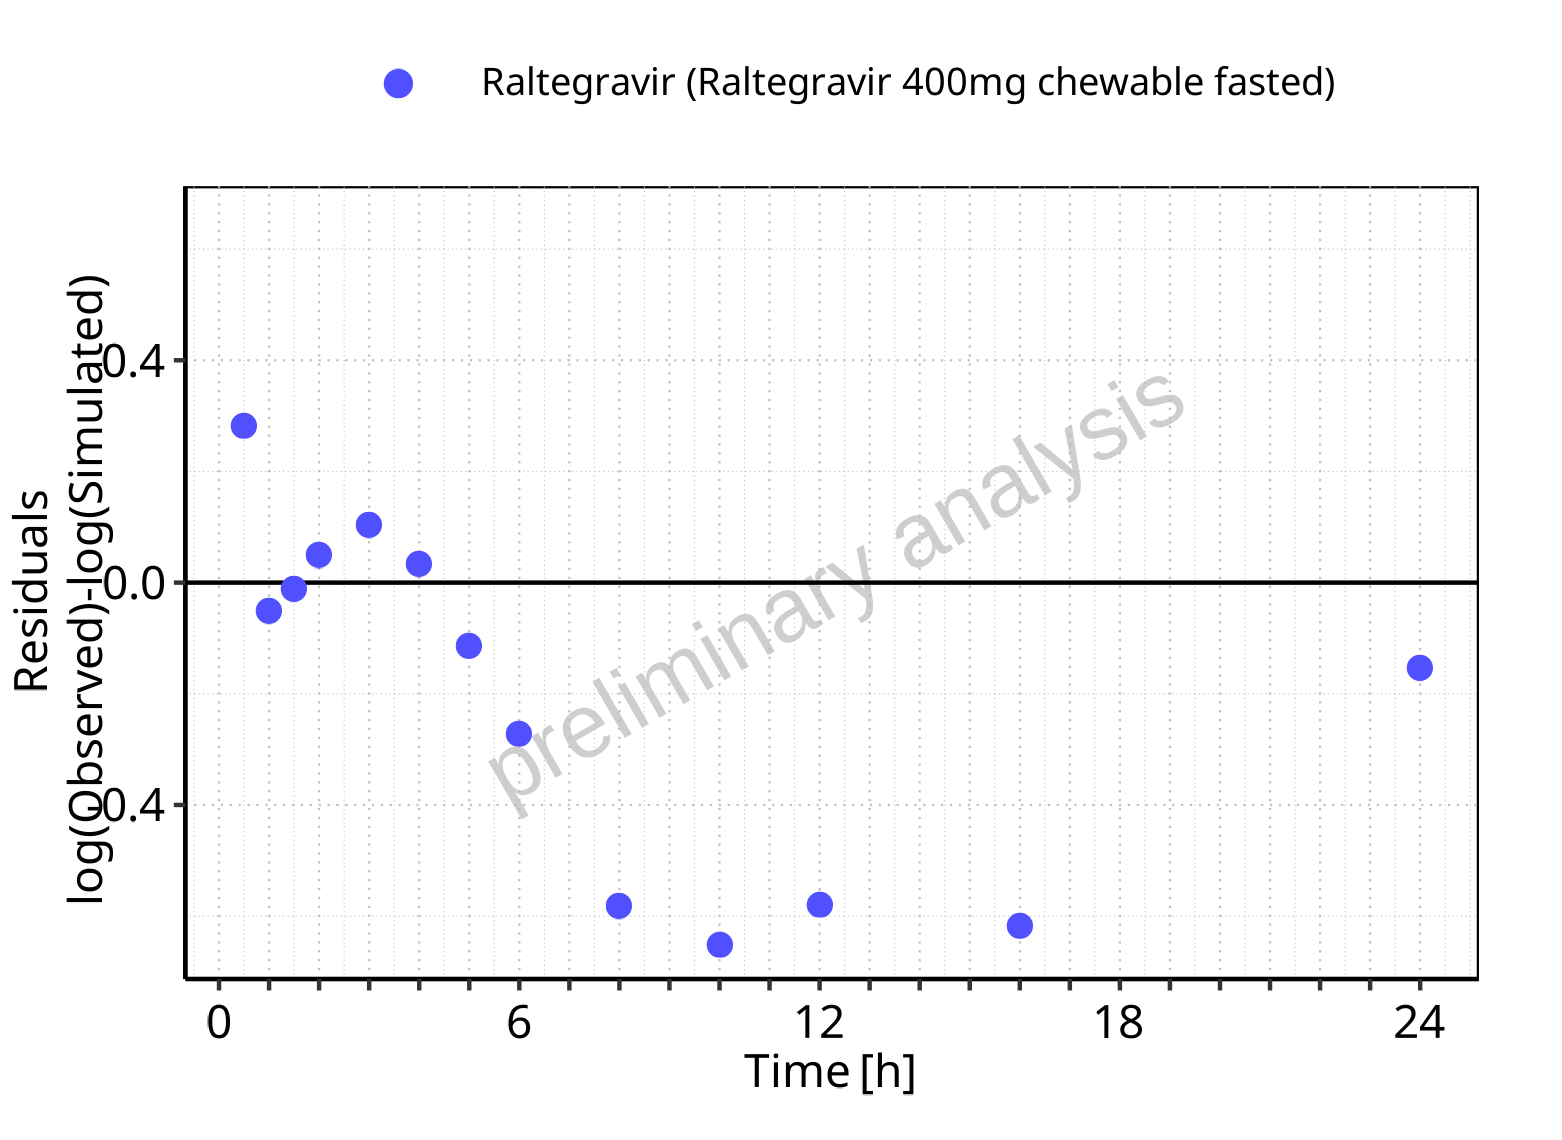 Raltegravir (Raltegravir 400mg chewable fasted)
Residuals
log(Observed)-log(Simulated)
0.4
0.0
-0.4
preliminary analysis
0 6 12 18 24
Time [h]